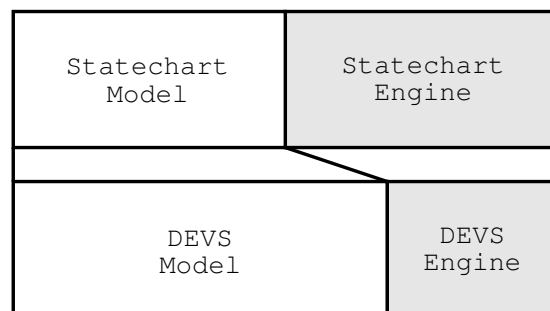 Statechart
Model
Statechart
Engine
DEVS
Model
DEVS
Engine